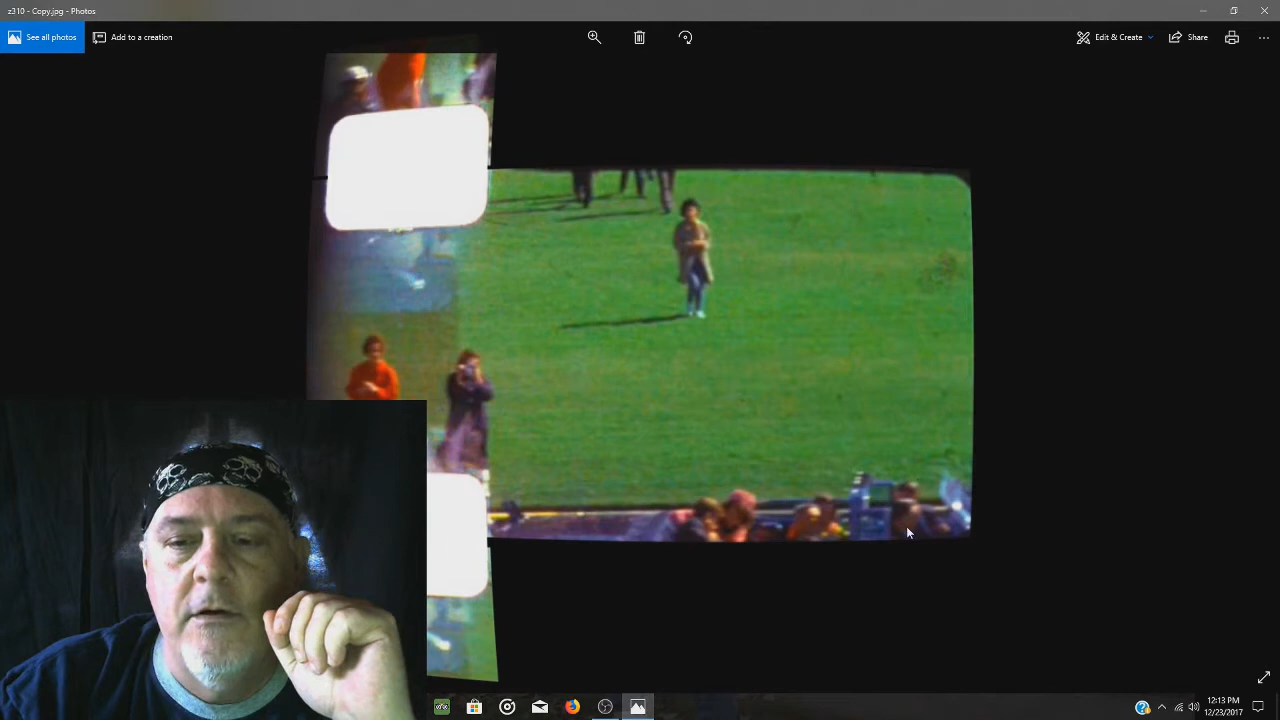 z310 - Copy.jpg - Photos
See all photos
Add to a creation
Edit & Create
Share
12:13 PM
12/23/2017